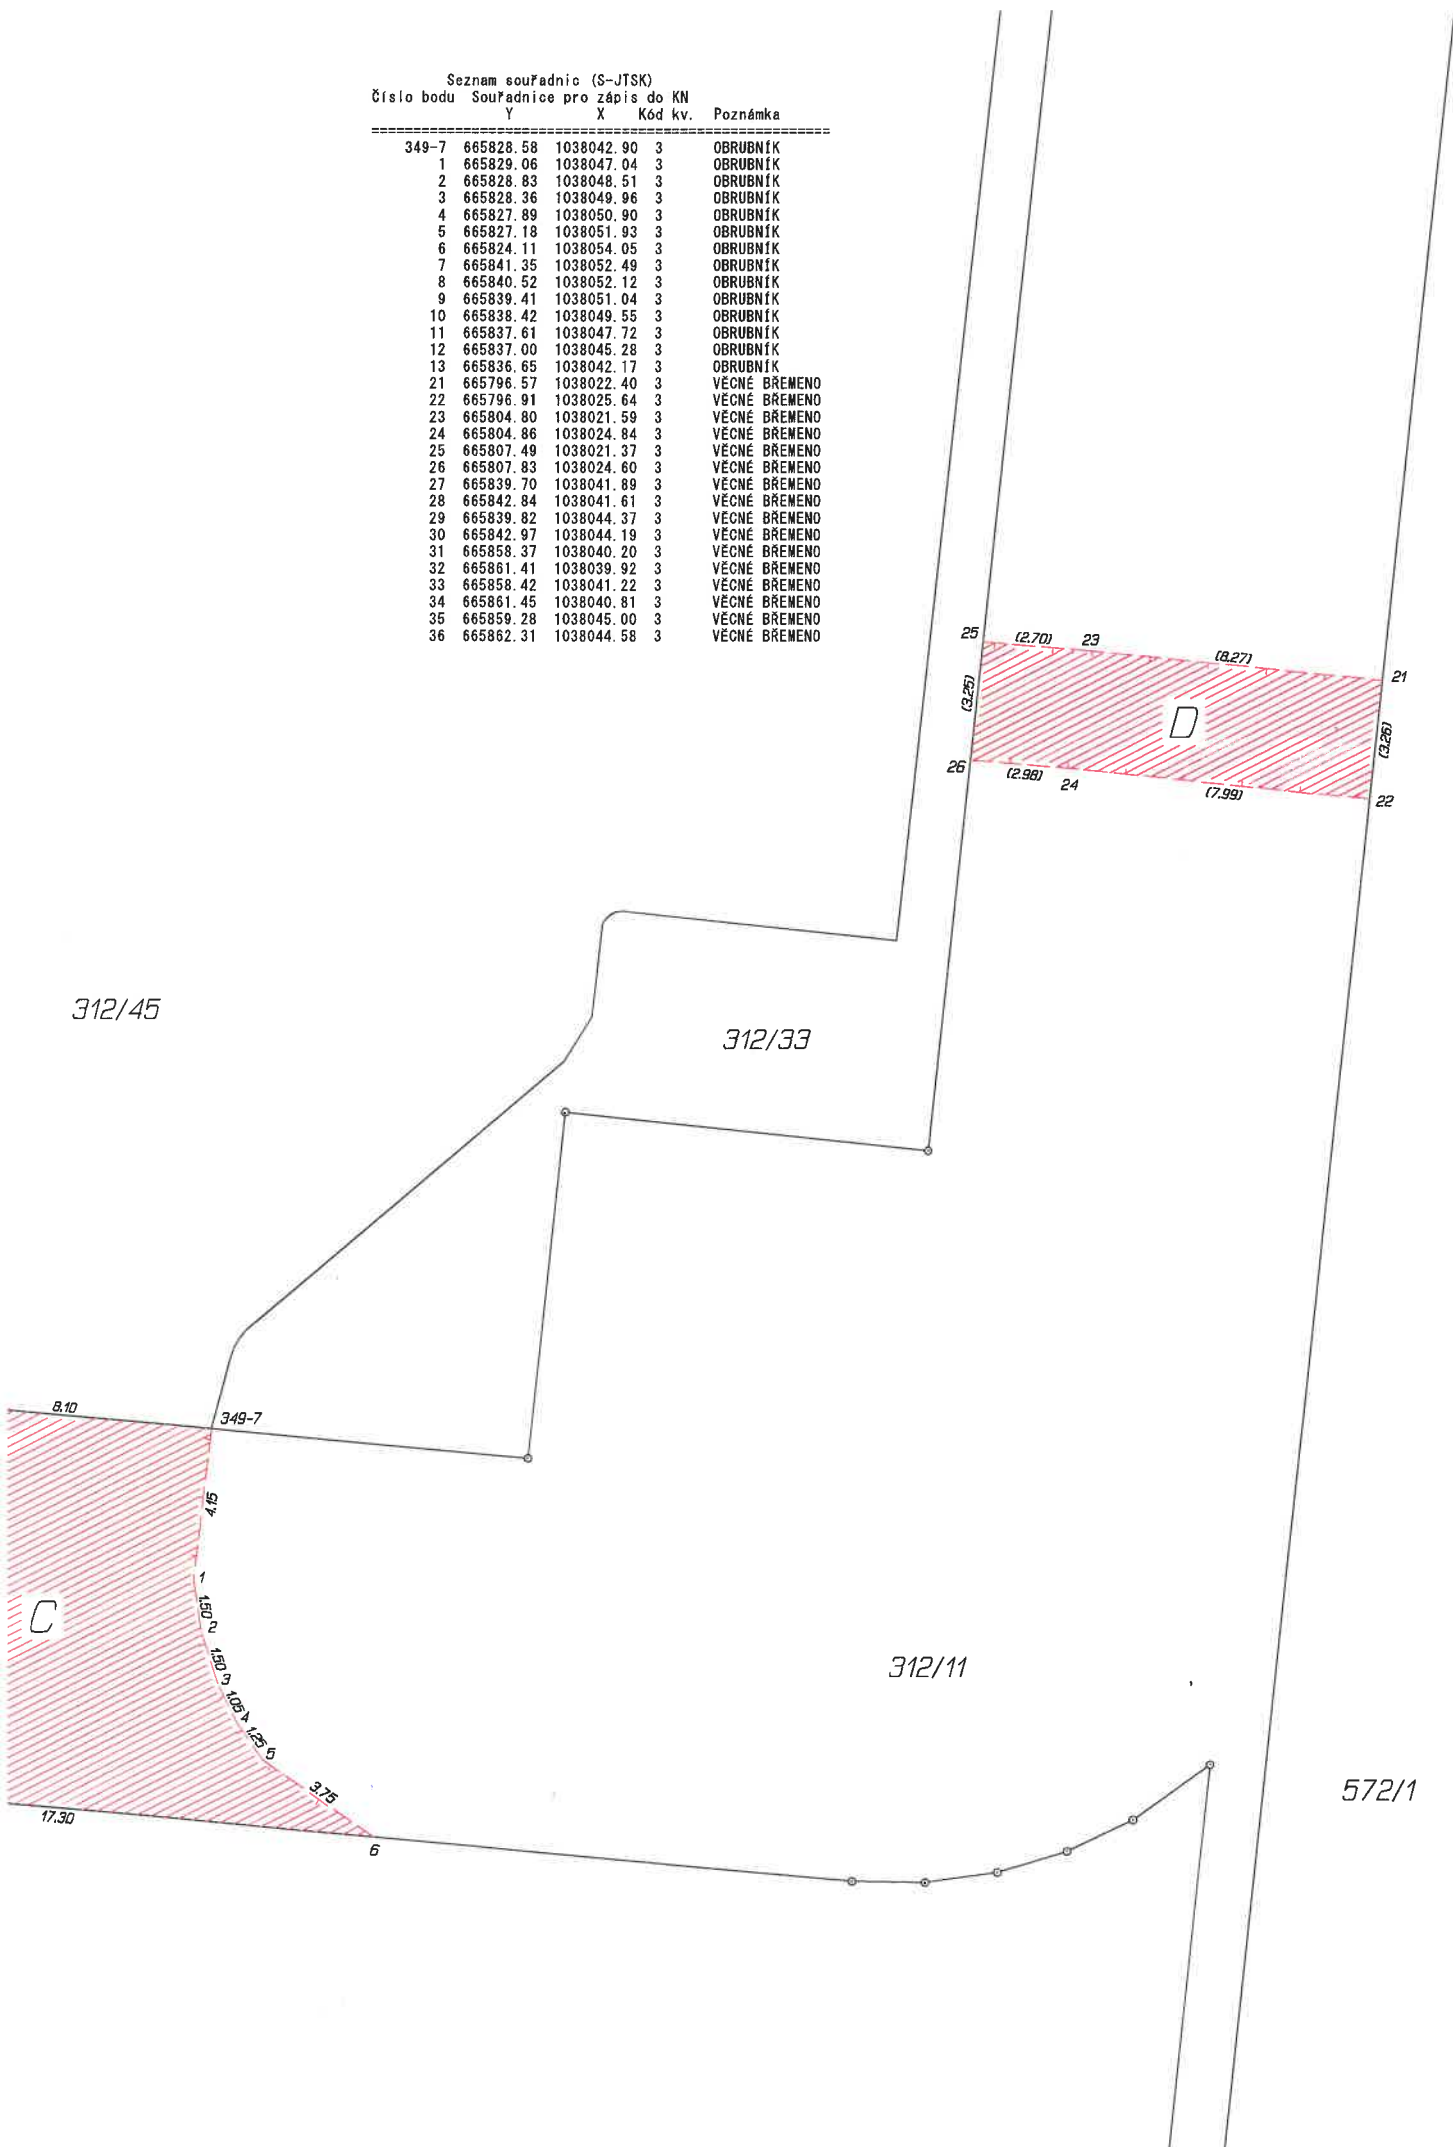 Seznam souřadnic (S-JTSK)
Číslo bodu Souřadnice pro zápis do KN
Y X Kód kv. Poznámka
================================================
349-7 665828.58 1038042.90 3 OBRUBNÍK
1 665829.06 1038047.04 3 OBRUBNÍK
2 665828.83 1038048.51 3 OBRUBNÍK
3 665828.36 1038049.96 3 OBRUBNÍK
4 665827.89 1038050.90 3 OBRUBNÍK
5 665827.18 1038051.93 3 OBRUBNÍK
6 665824.11 1038054.05 3 OBRUBNÍK
7 665841.35 1038052.49 3 OBRUBNÍK
8 665840.52 1038052.12 3 OBRUBNÍK
9 665839.41 1038051.04 3 OBRUBNÍK
10 665838.42 1038049.55 3 OBRUBNÍK
11 665837.61 1038047.72 3 OBRUBNÍK
12 665837.00 1038045.28 3 OBRUBNÍK
13 665836.65 1038042.17 3 OBRUBNÍK
21 665796.57 1038022.40 3 VĚCNÉ BŘEMENO
22 665796.91 1038025.64 3 VĚCNÉ BŘEMENO
23 665804.80 1038021.59 3 VĚCNÉ BŘEMENO
24 665804.86 1038024.84 3 VĚCNÉ BŘEMENO
25 665807.49 1038021.37 3 VĚCNÉ BŘEMENO
26 665807.83 1038024.60 3 VĚCNÉ BŘEMENO
27 665839.70 1038041.89 3 VĚCNÉ BŘEMENO
28 665842.84 1038041.61 3 VĚCNÉ BŘEMENO
29 665839.82 1038044.37 3 VĚCNÉ BŘEMENO
30 665842.97 1038044.19 3 VĚCNÉ BŘEMENO
31 665858.37 1038040.20 3 VĚCNÉ BŘEMENO
32 665861.41 1038039.92 3 VĚCNÉ BŘEMENO
33 665858.42 1038041.22 3 VĚCNÉ BŘEMENO
34 665861.45 1038040.81 3 VĚCNÉ BŘEMENO
35 665859.28 1038045.00 3 VĚCNÉ BŘEMENO
36 665862.31 1038044.58 3 VĚCNÉ BŘEMENO
25 (2.70) 23 (8.27) 21
(3.25) D (3.26)
26 (2.98) 24 (7.99) 22
312/45
312/33
8.10 349-7
4.15
1
C
1.50
2
1.50
3
1.05
4
1.25
5
3.75
17.30
6
312/11
572/1